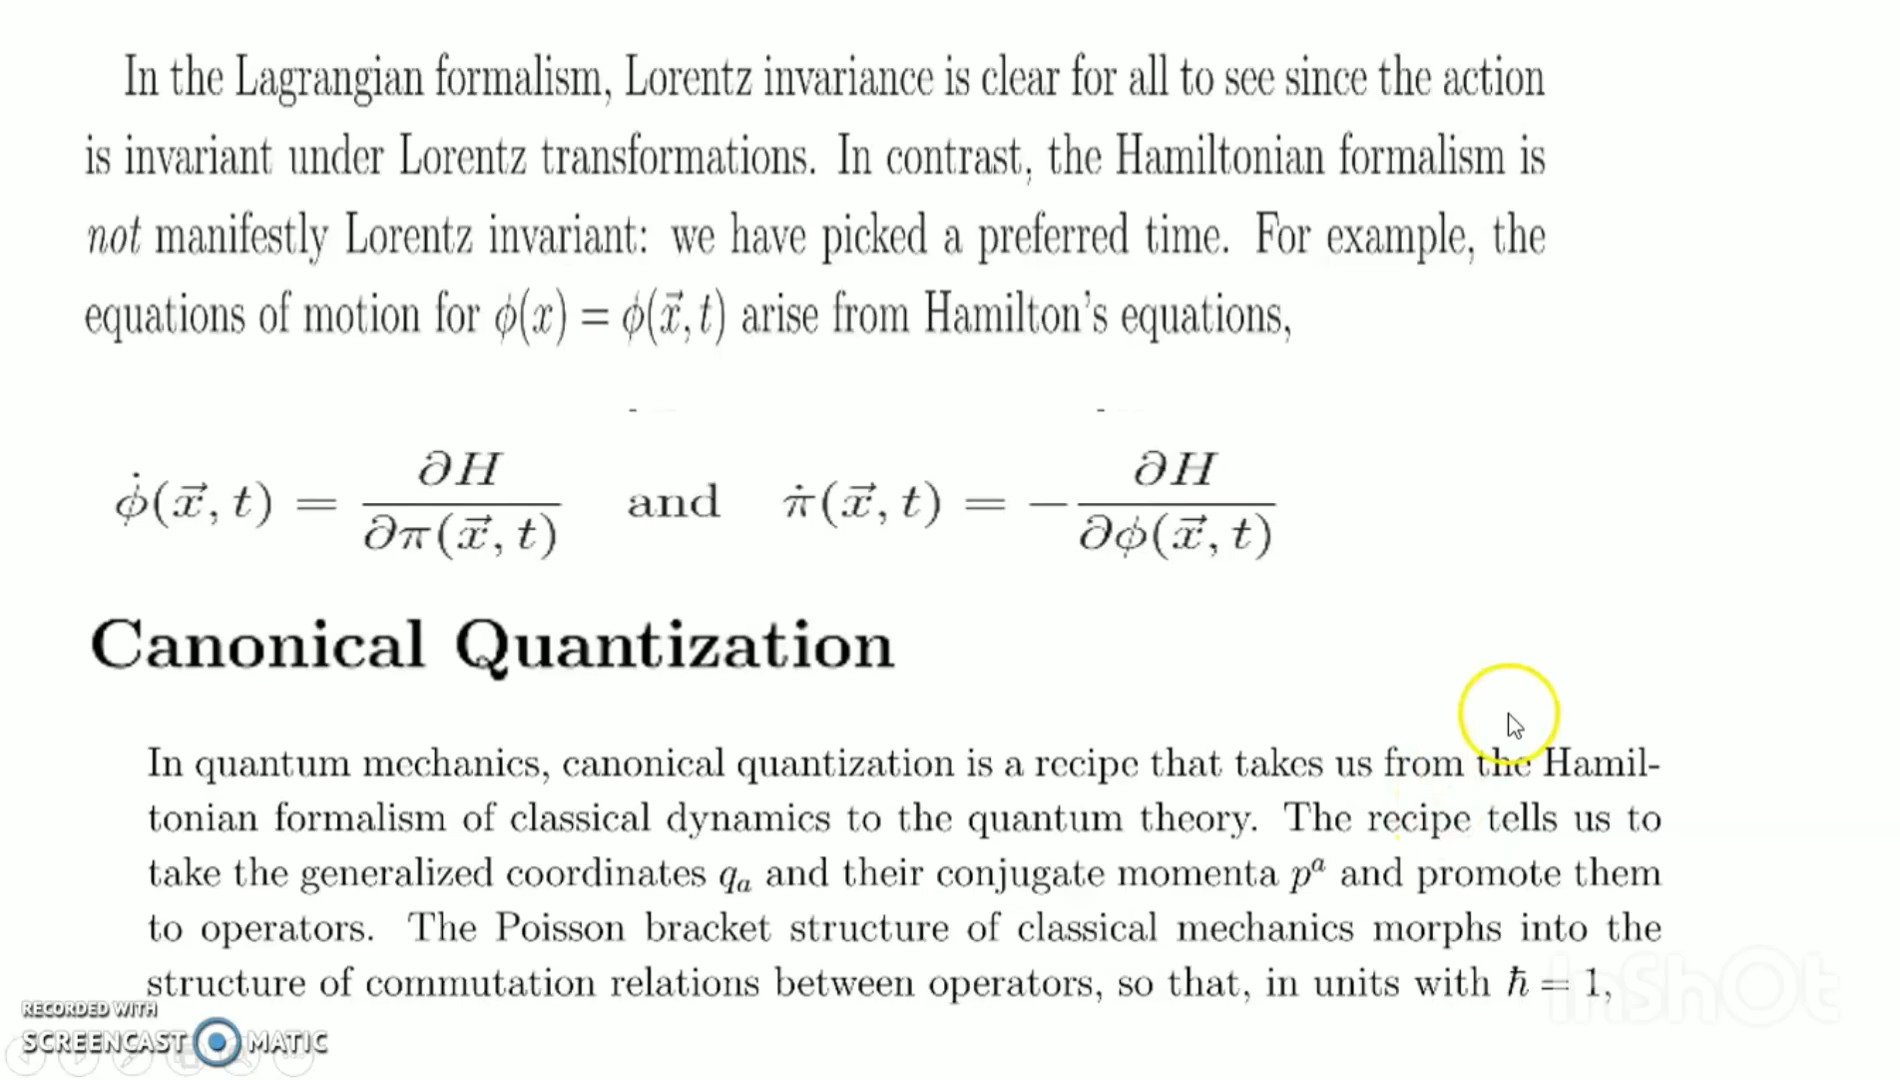 In the Lagrangian formalism, Lorentz invariance is clear for all to see since the action
is invariant under Lorentz transformations. In contrast, the Hamiltonian formalism is
not manifestly Lorentz invariant: we have picked a preferred time. For example, the
equations of motion for ϕ(x) = ϕ(x⃗, t) arise from Hamilton's equations,
ϕ̇(x⃗, t) = ∂H / ∂π(x⃗, t) and π̇(x⃗, t) = − ∂H / ∂ϕ(x⃗, t)
Canonical Quantization
In quantum mechanics, canonical quantization is a recipe that takes us from the Hamil-
tonian formalism of classical dynamics to the quantum theory. The recipe tells us to
take the generalized coordinates qₐ and their conjugate momenta pᵃ and promote them
to operators. The Poisson bracket structure of classical mechanics morphs into the
structure of commutation relations between operators, so that, in units with ℏ = 1,
InShOt
RECORDED WITH
SCREENCAST MATIC